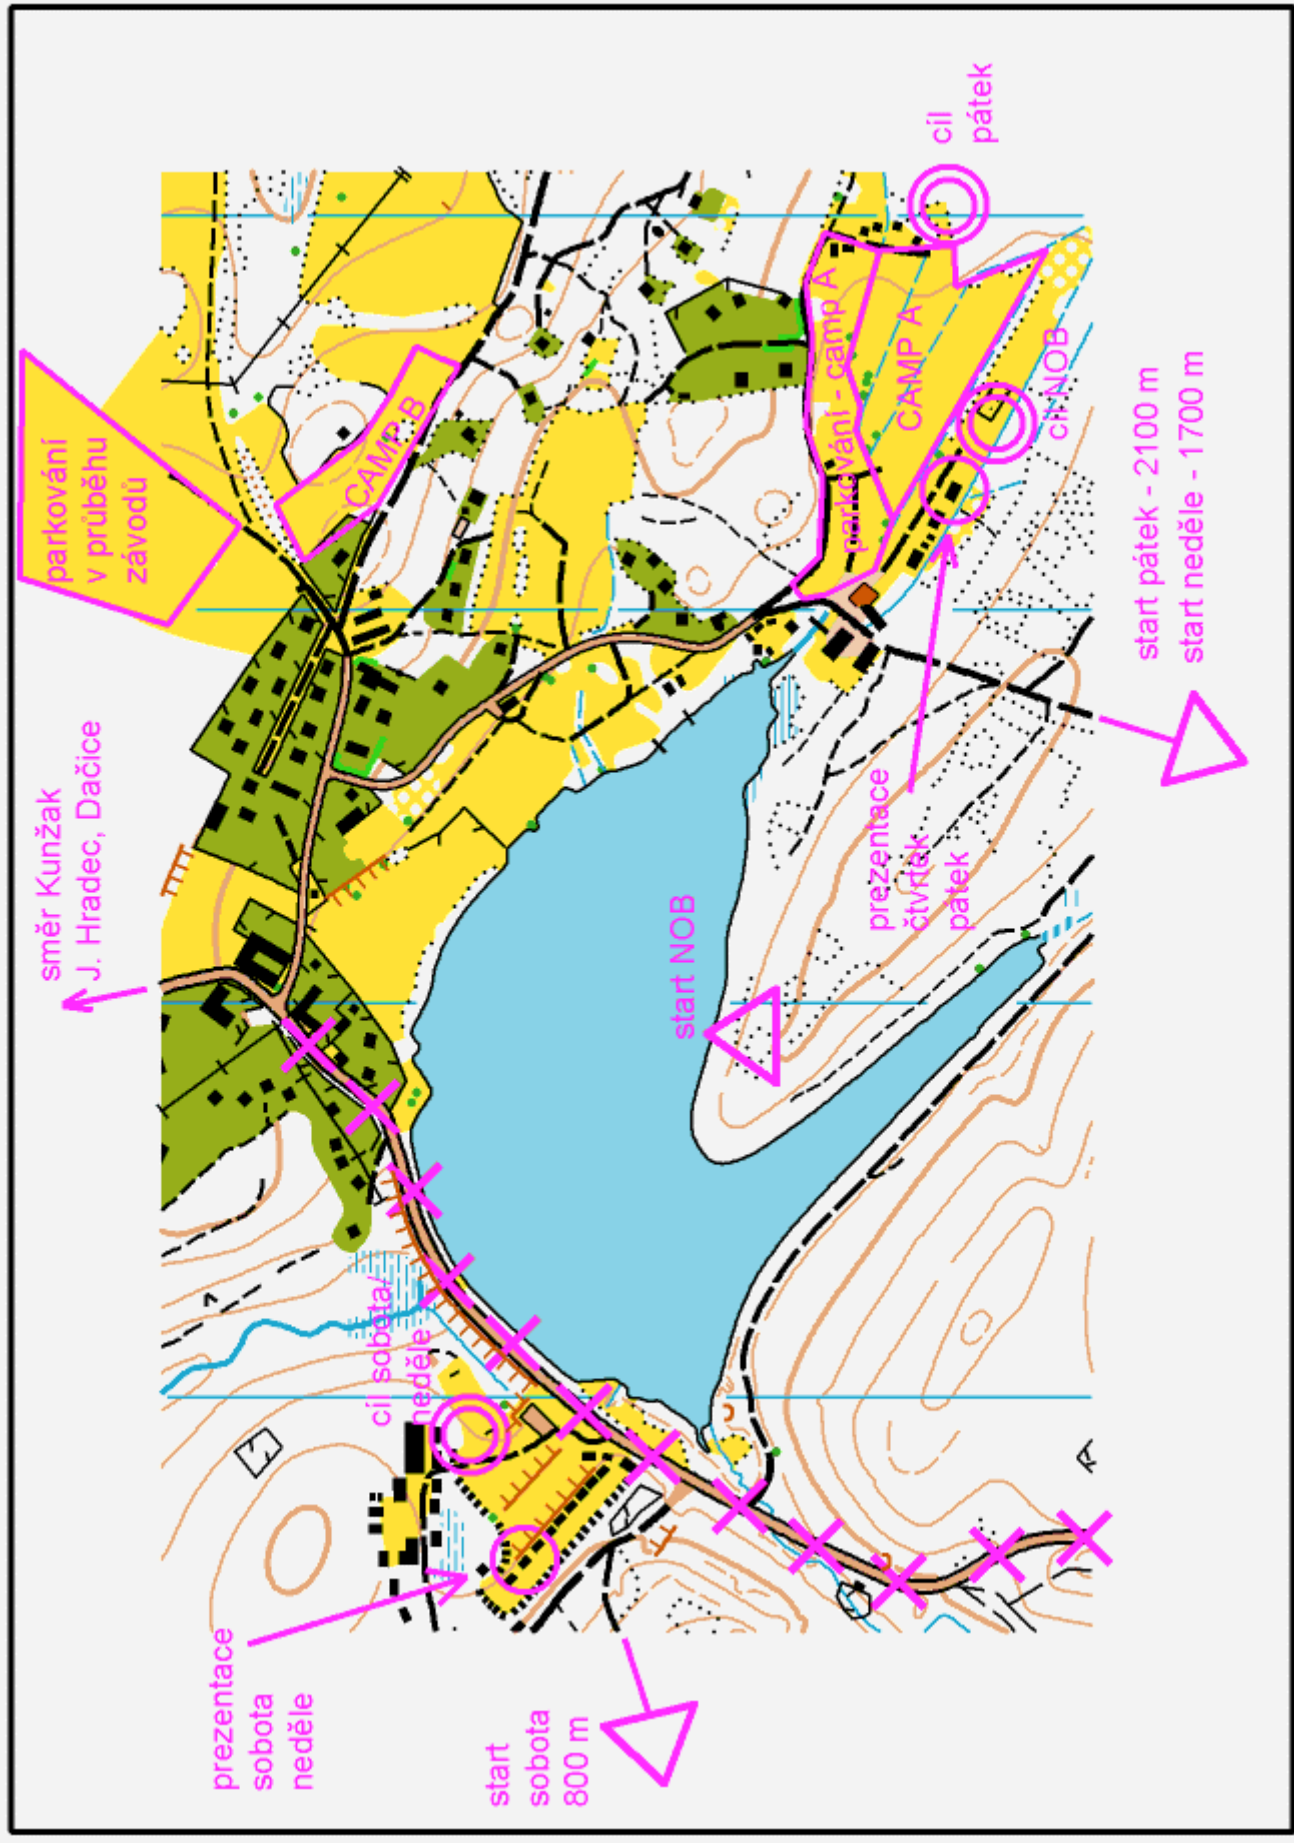 prezentace
sobota
neděle
start
sobota
800 m
cíl sobota/
neděle
směr Kunžak
J. Hradec, Dačice
start NOB
prezentace
čtvrtek
pátek
parkování
v průběhu
závodů
CAMP B
parkování - camp A
CAMP A
cíl NOB
cíl
pátek
start pátek - 2100 m
start neděle - 1700 m